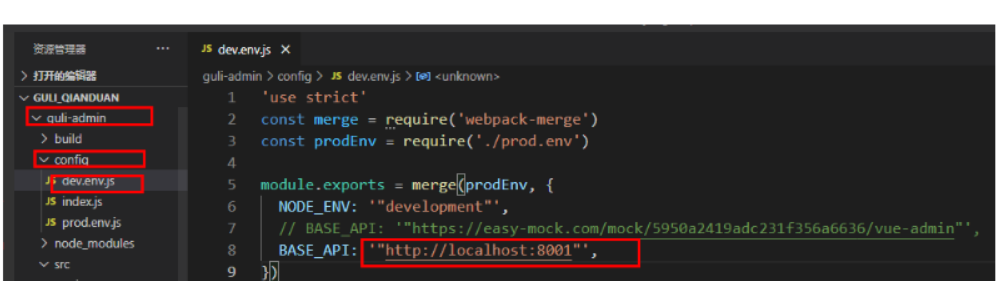 资源管理器 ···
> 打开的编辑器
GULI_QIANDUAN
guli-admin
> build
config
JS dev.env.js
JS index.js
JS prod.env.js
> node_modules
src
JS dev.env.js ×
guli-admin > config > JS dev.env.js > <unknown>
1 'use strict'
2 const merge = require('webpack-merge')
3 const prodEnv = require('./prod.env')
4
5 module.exports = merge(prodEnv, {
6 NODE_ENV: '"development"',
7 // BASE_API: '"https://easy-mock.com/mock/5950a2419adc231f356a6636/vue-admin"',
8 BASE_API: '"http://localhost:8001"',
9 })